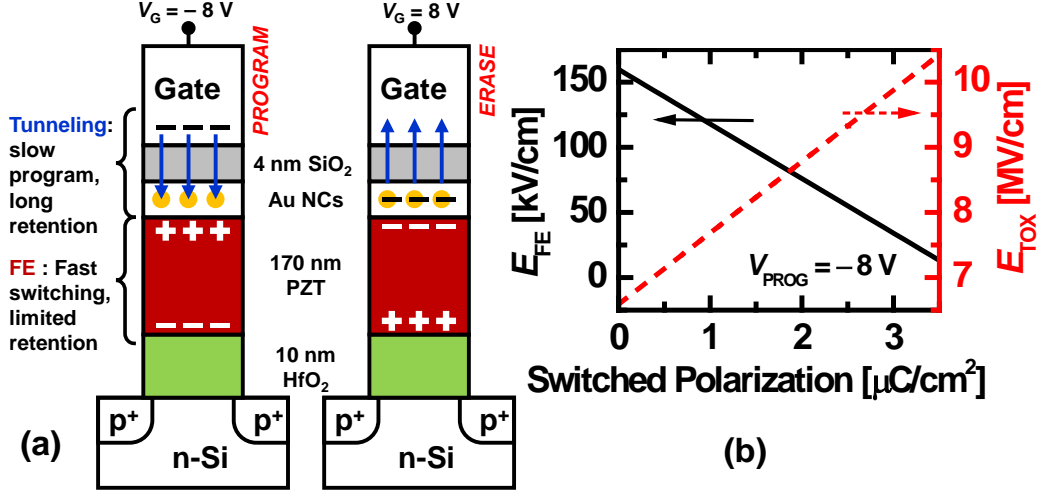 V_G = – 8 V
V_G = 8 V
Gate
PROGRAM
Gate
ERASE
Tunneling:
slow
program,
long
retention
4 nm SiO₂
Au NCs
FE : Fast
switching,
limited
retention
170 nm
PZT
10 nm
HfO₂
p⁺
p⁺
p⁺
p⁺
n-Si
n-Si
(a)
150
100
50
0
E_FE [kV/cm]
10
9
8
7
E_TOX [MV/cm]
V_PROG = – 8 V
0
1
2
3
Switched Polarization [μC/cm²]
(b)